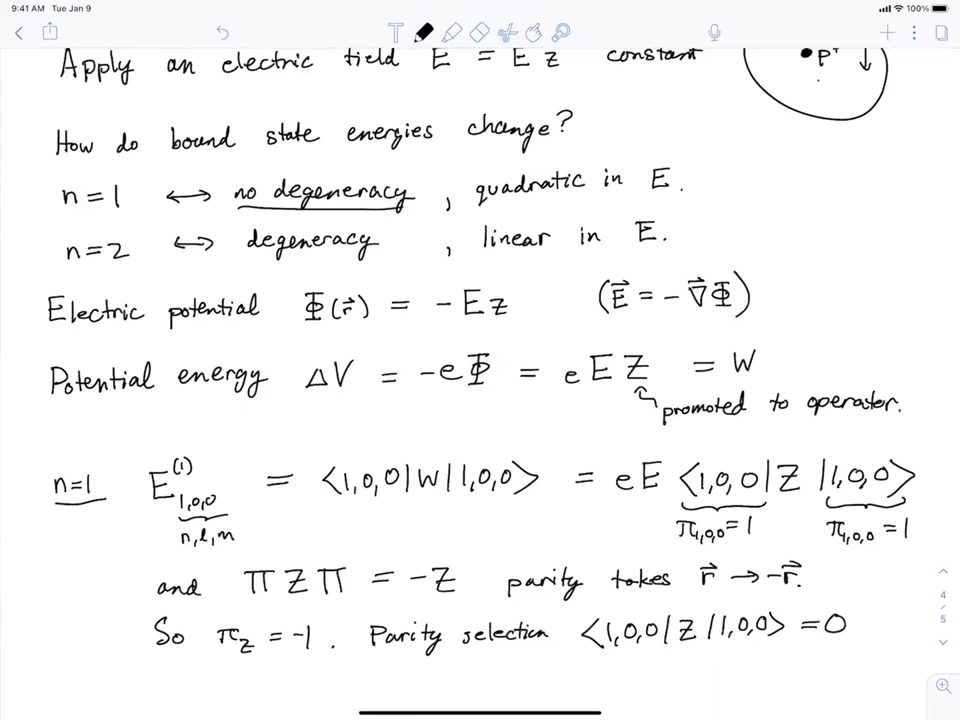 9:41 AM Tue Jan 9
100%
Apply an electric field E = E z constant
p⁺ ↓
How do bound state energies change?
n=1 ↔ no degeneracy, quadratic in E.
n=2 ↔ degeneracy, linear in E.
Electric potential Φ(r⃗) = -Ez (E⃗ = -∇⃗Φ)
Potential energy ΔV = -eΦ = eEZ = W
promoted to operator.
n=1 E⁽¹⁾₁,₀,₀ = ⟨1,0,0|W|1,0,0⟩ = eE ⟨1,0,0|Z|1,0,0⟩
n,l,m π₁,₀,₀=1 π₁,₀,₀=1
and Π Z Π = -Z parity takes r⃗ → -r⃗.
So π_Z = -1. Parity selection ⟨1,0,0|Z|1,0,0⟩ = 0
4
/
5